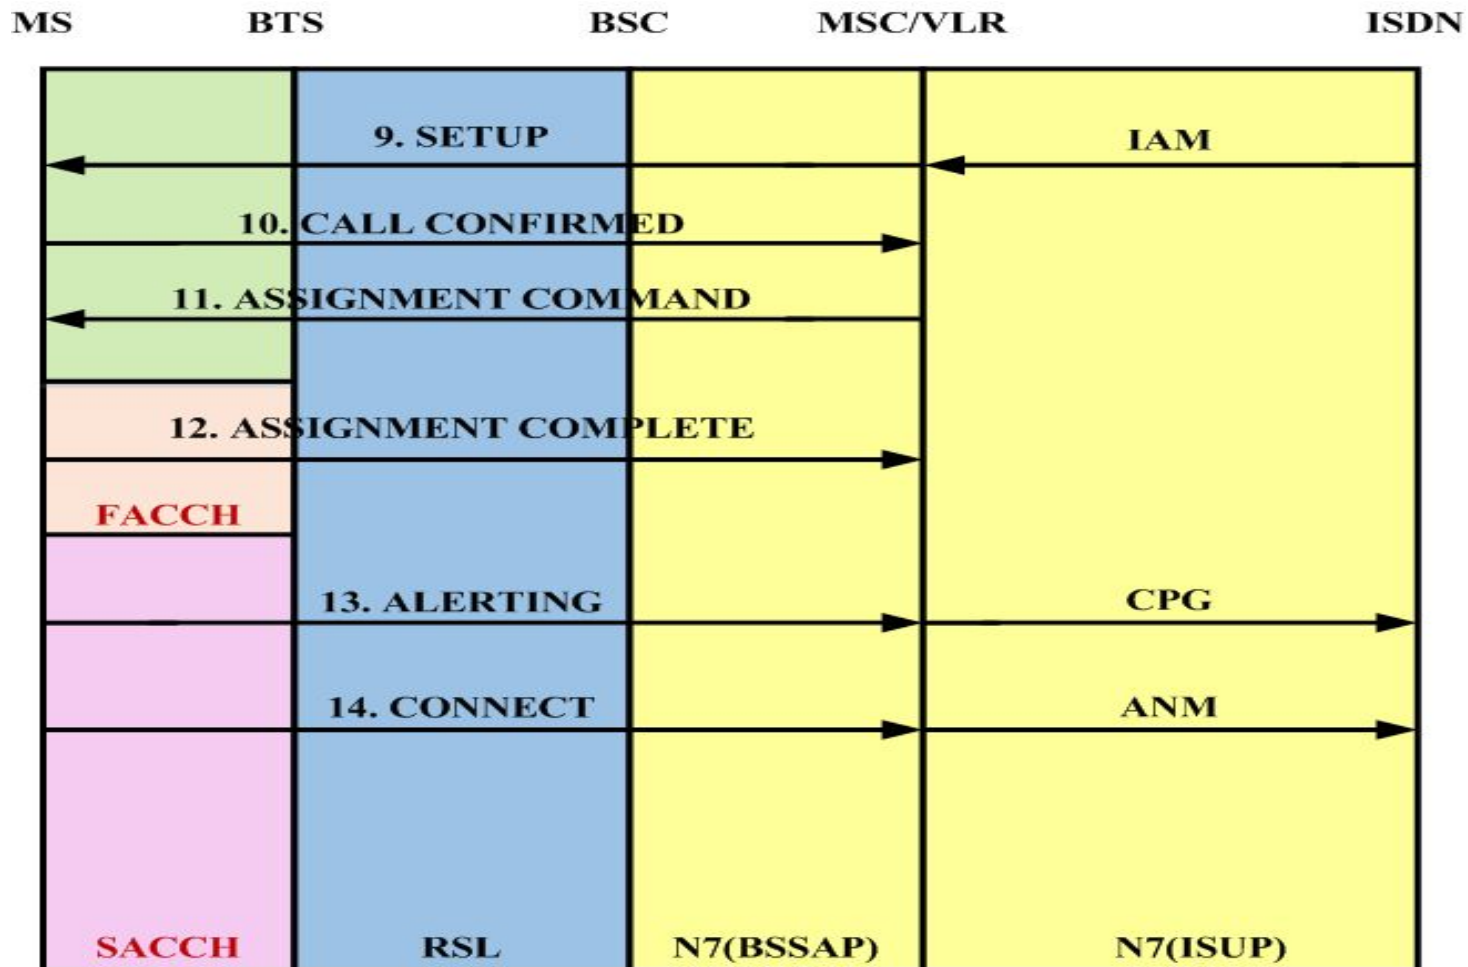 MS BTS BSC MSC/VLR ISDN
9. SETUP IAM
10. CALL CONFIRMED
11. ASSIGNMENT COMMAND
12. ASSIGNMENT COMPLETE
FACCH
13. ALERTING CPG
14. CONNECT ANM
SACCH RSL N7(BSSAP) N7(ISUP)